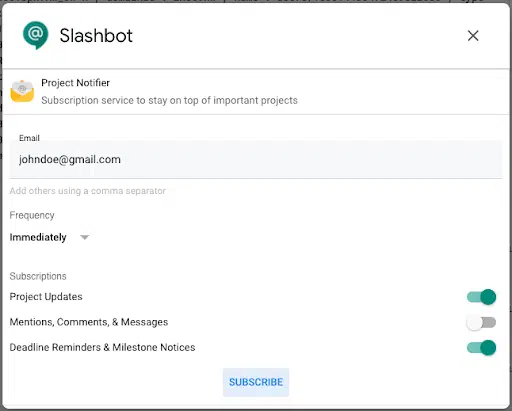 Slashbot
Project Notifier
Subscription service to stay on top of important projects
Email
johndoe@gmail.com
Add others using a comma separator
Frequency
Immediately
Subscriptions
Project Updates
Mentions, Comments, & Messages
Deadline Reminders & Milestone Notices
SUBSCRIBE